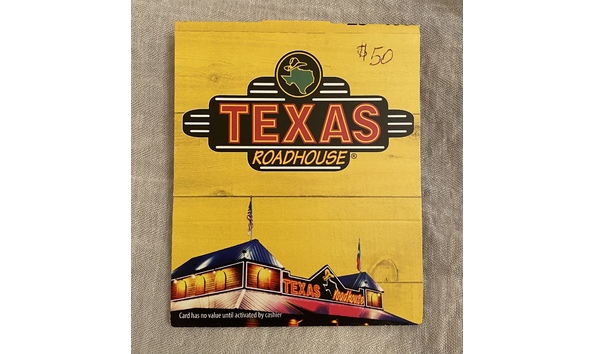 $50
TEXAS
ROADHOUSE®
TEXAS
Roadhouse
Card has no value until activated by cashier